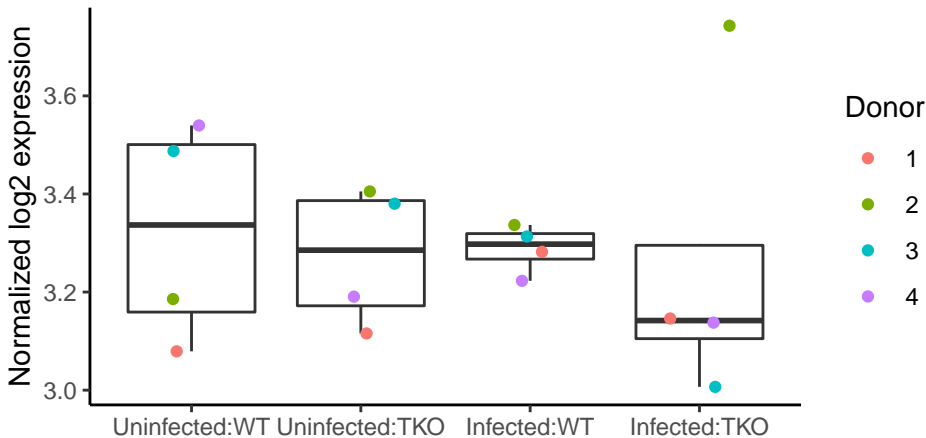 Normalized log2 expression
3.6
3.4
3.2
3.0
Uninfected:WT Uninfected:TKO Infected:WT Infected:TKO
Donor
1
2
3
4